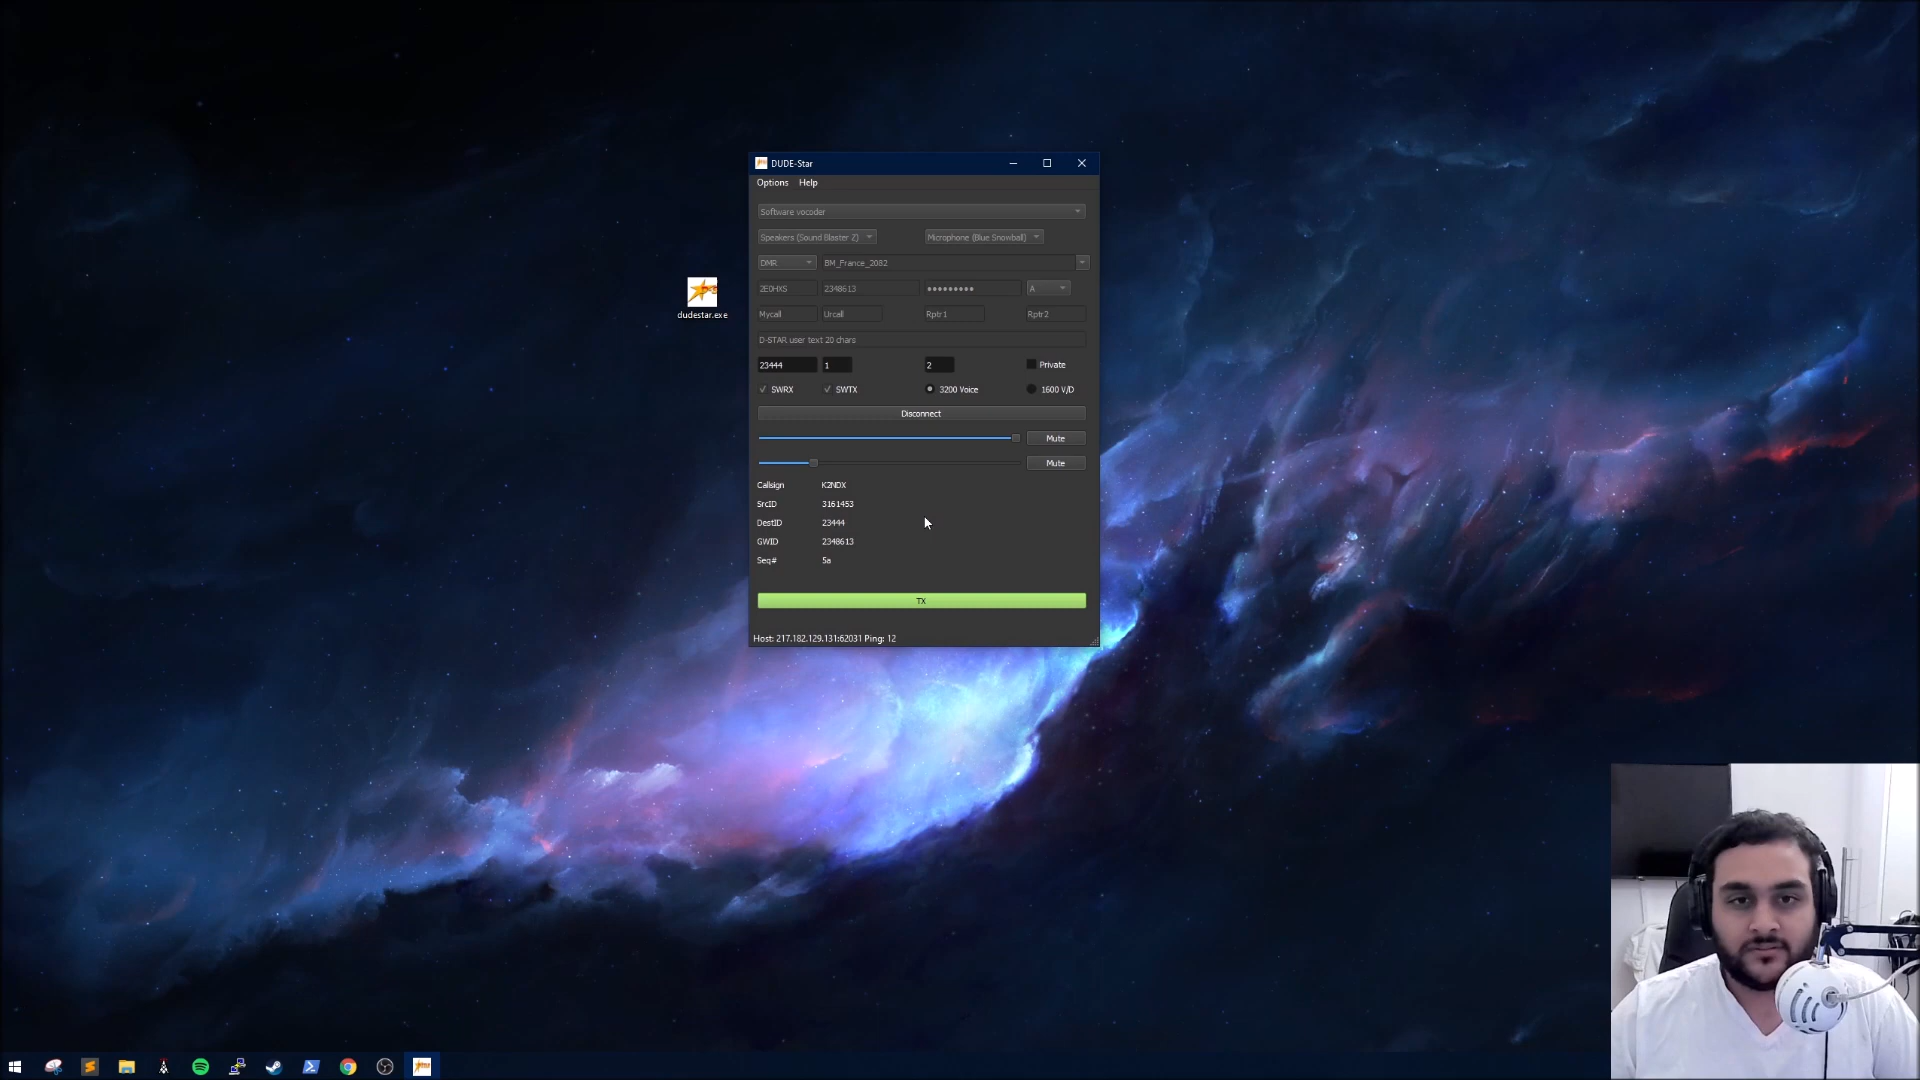 DUDE-Star
Options Help
Software vocoder
Speakers (Sound Blaster Z) Microphone (Blue Snowball)
DMR BM_France_2082
2E0HXS 2348613 ●●●●●●●●● A
Mycall Urcall Rptr1 Rptr2
D-STAR user text 20 chars
23444 1 2 Private
SWRX SWTX 3200 Voice 1600 V/D
Disconnect
Mute
Mute
Callsign K2NDX
SrcID 3161453
DestID 23444
GWID 2348613
Seq# 5a
TX
Host: 217.182.129.131:62031 Ping: 12
dudestar.exe